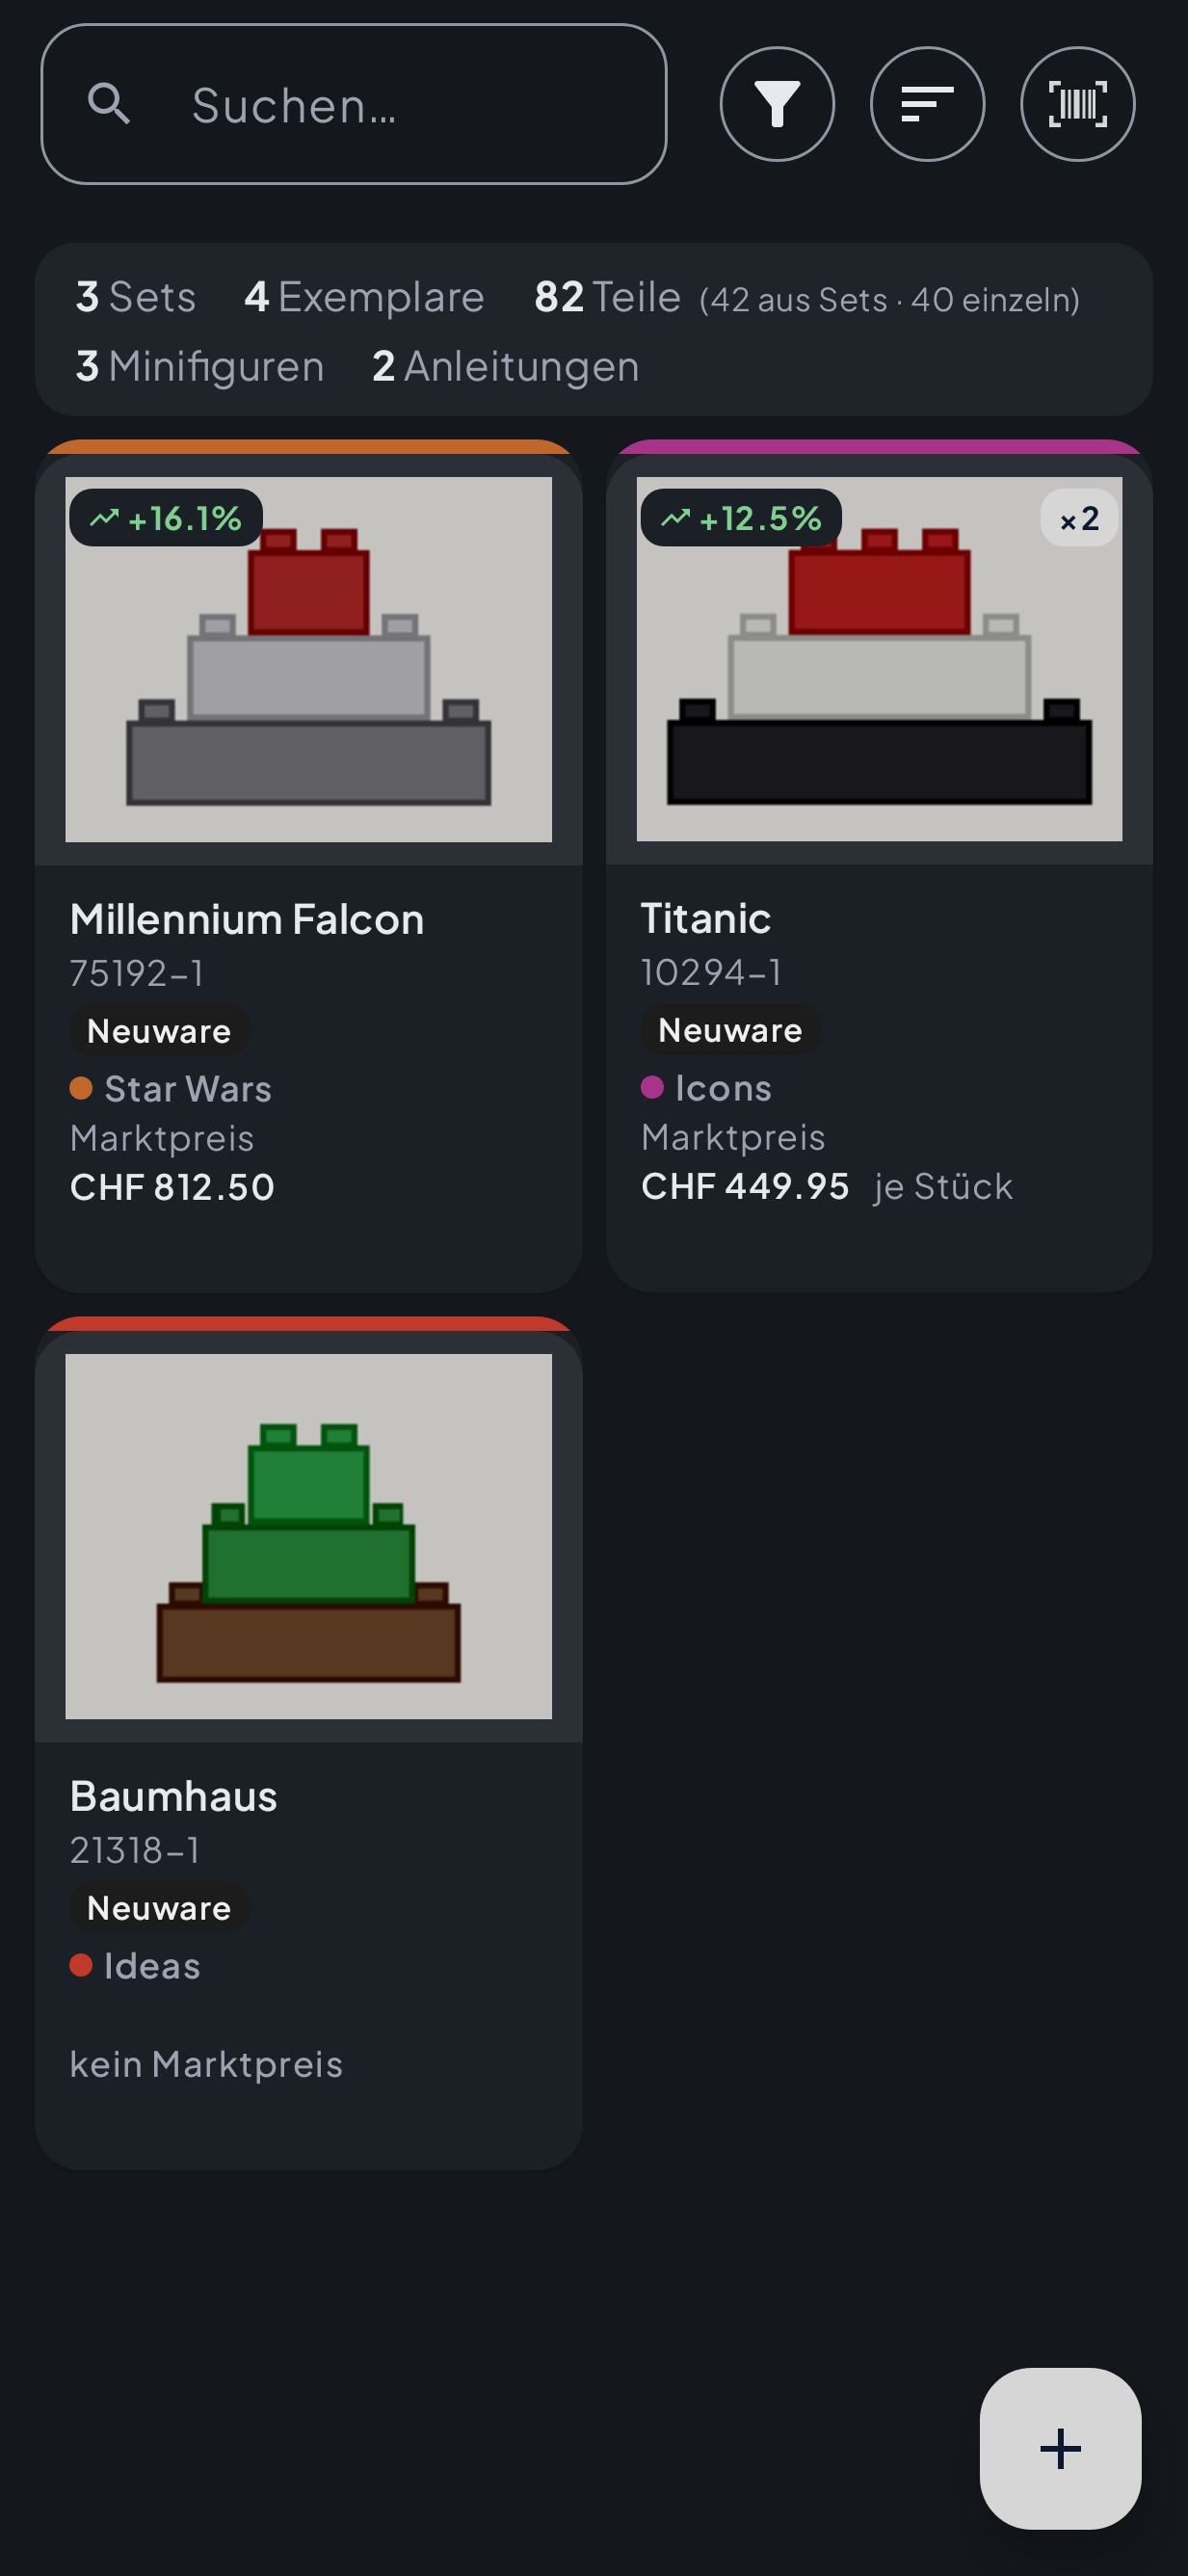 Suchen…
3 Sets 4 Exemplare 82 Teile (42 aus Sets · 40 einzeln)
3 Minifiguren 2 Anleitungen
+16.1%
Millennium Falcon
75192-1
Neuware
Star Wars
Marktpreis
CHF 812.50
+12.5%
×2
Titanic
10294-1
Neuware
Icons
Marktpreis
CHF 449.95 je Stück
Baumhaus
21318-1
Neuware
Ideas
kein Marktpreis